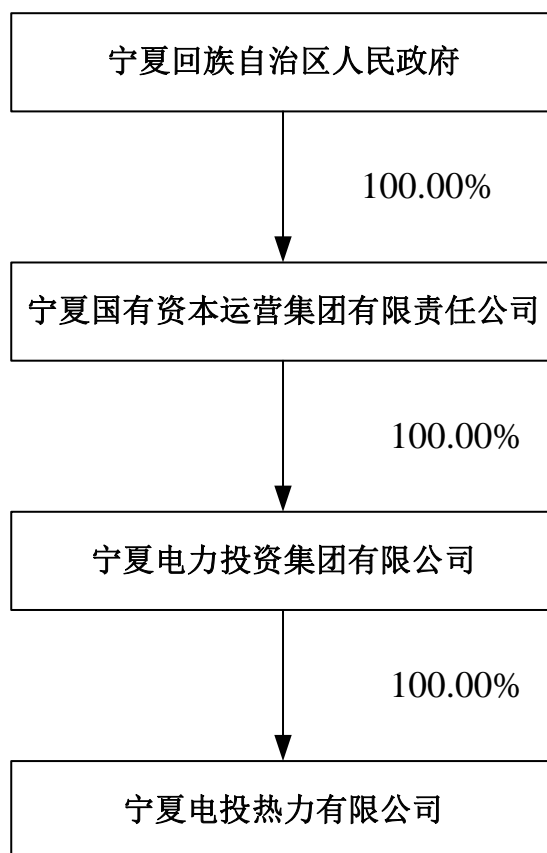 宁夏回族自治区人民政府
100.00%
宁夏国有资本运营集团有限责任公司
100.00%
宁夏电力投资集团有限公司
100.00%
宁夏电投热力有限公司